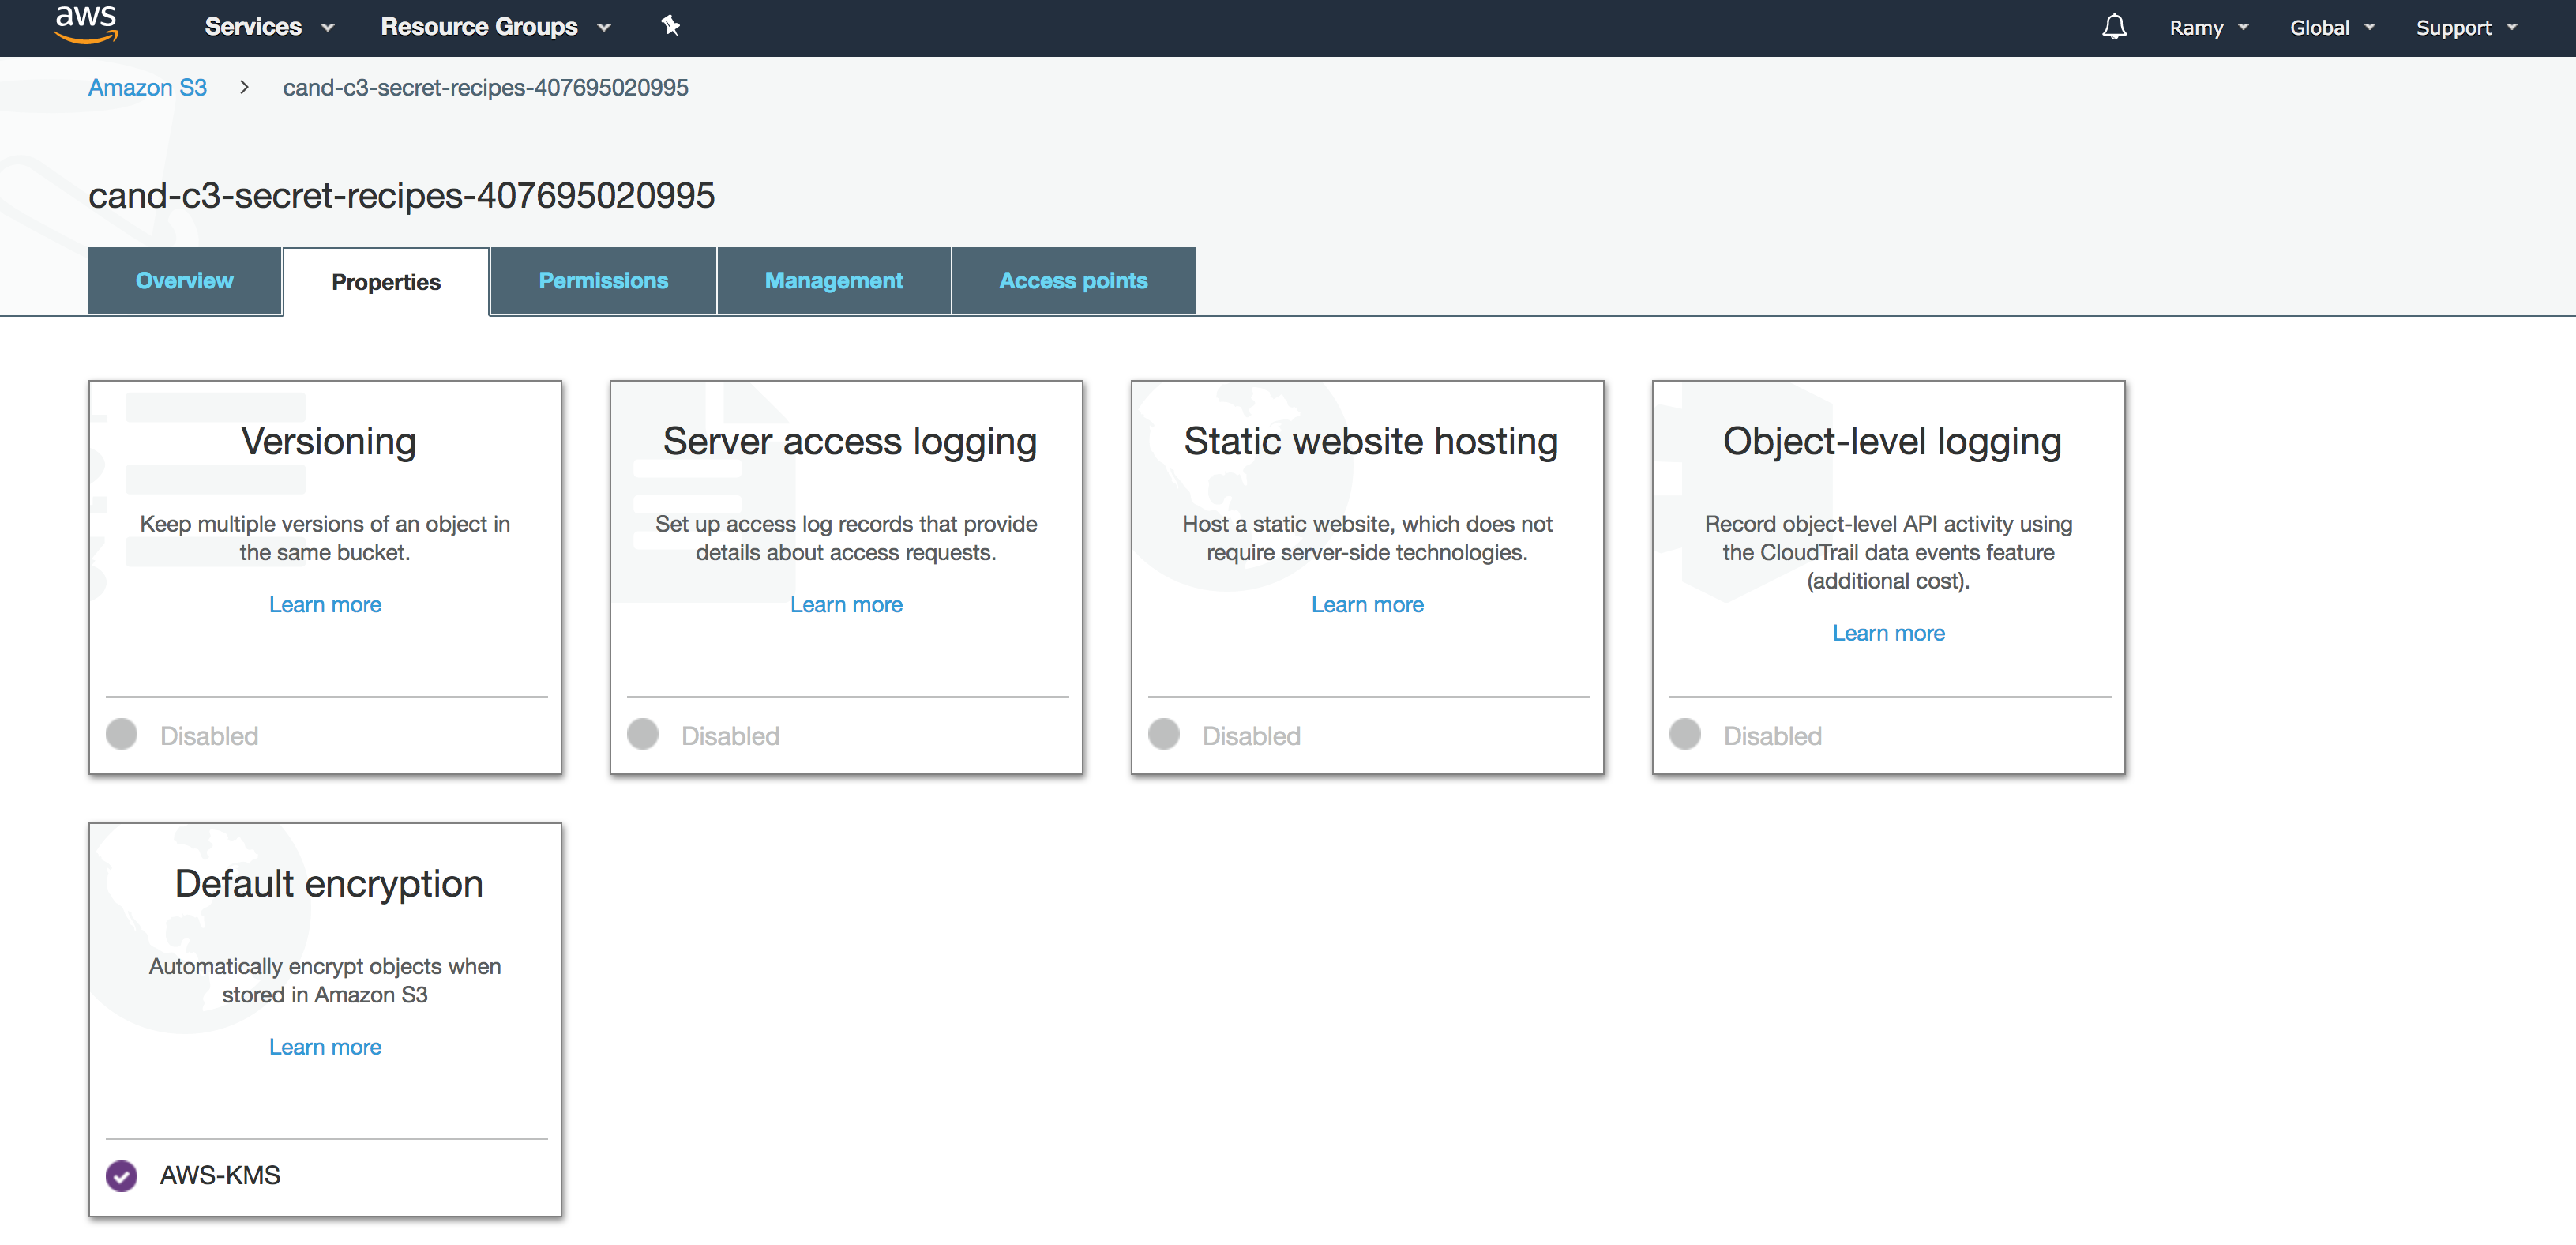 aws Services Resource Groups Ramy Global Support
Amazon S3 > cand-c3-secret-recipes-407695020995
cand-c3-secret-recipes-407695020995
Overview Properties Permissions Management Access points
Versioning
Keep multiple versions of an object in
the same bucket.
Learn more
Disabled
Server access logging
Set up access log records that provide
details about access requests.
Learn more
Disabled
Static website hosting
Host a static website, which does not
require server-side technologies.
Learn more
Disabled
Object-level logging
Record object-level API activity using
the CloudTrail data events feature
(additional cost).
Learn more
Disabled
Default encryption
Automatically encrypt objects when
stored in Amazon S3
Learn more
AWS-KMS